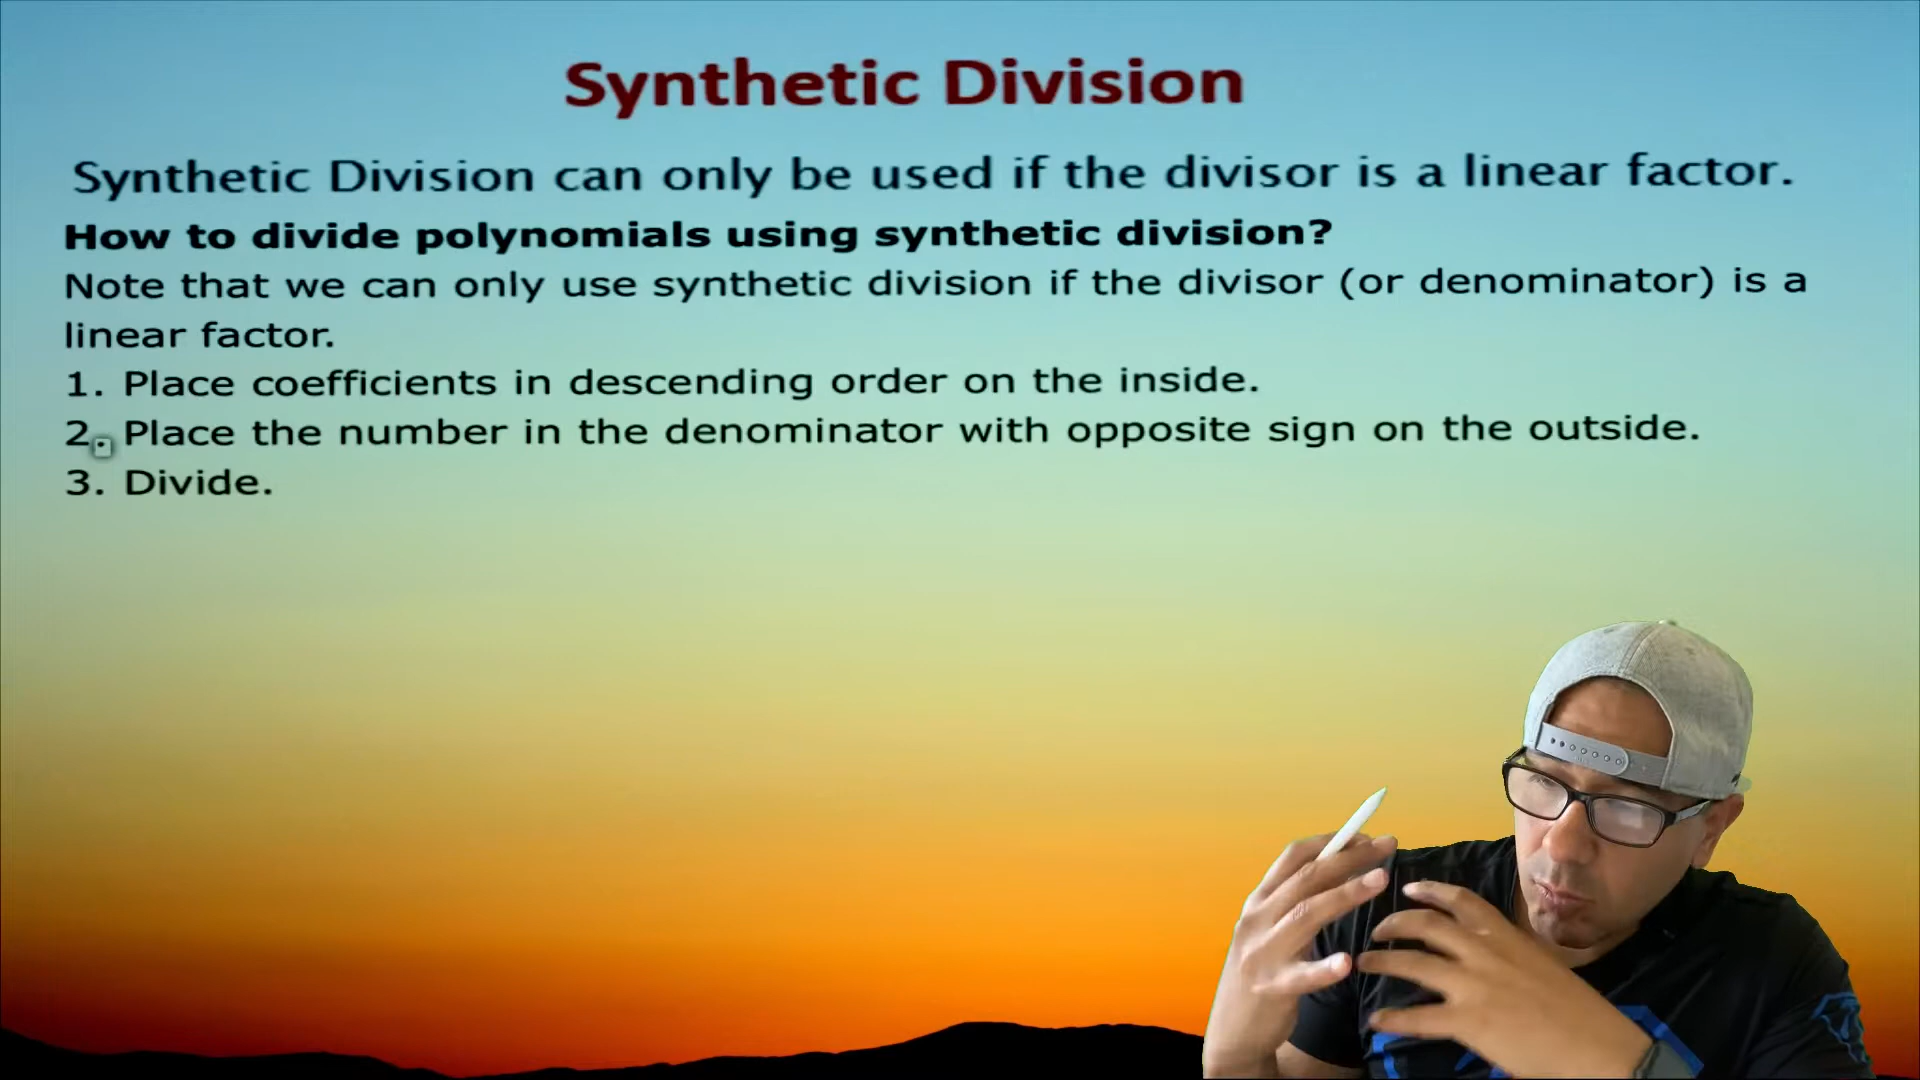 Synthetic Division
Synthetic Division can only be used if the divisor is a linear factor.
How to divide polynomials using synthetic division?
Note that we can only use synthetic division if the divisor (or denominator) is a
linear factor.
1. Place coefficients in descending order on the inside.
2. Place the number in the denominator with opposite sign on the outside.
3. Divide.